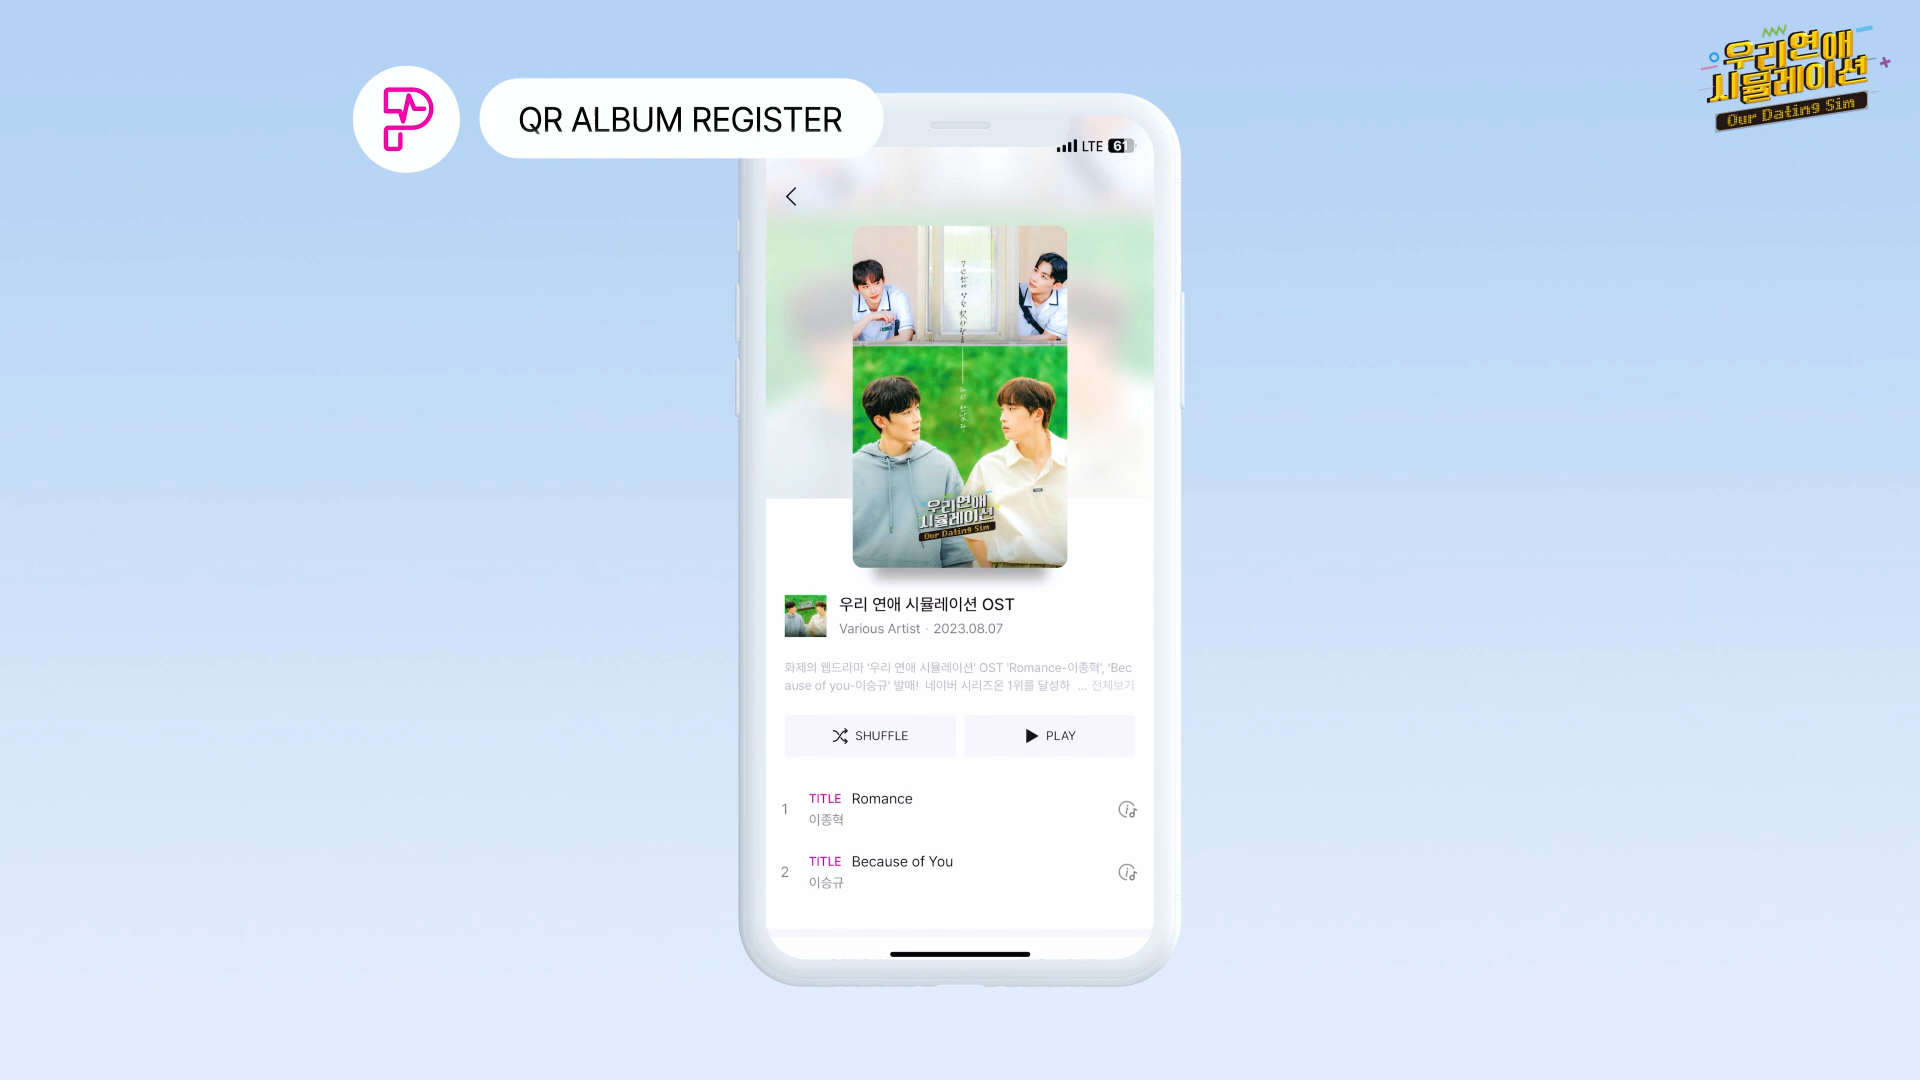 우리연애
시뮬레이션
Our Dating Sim
QR ALBUM REGISTER
LTE 61
우리연애
시뮬레이션
Our Dating Sim
우리 연애 시뮬레이션 OST
Various Artist · 2023.08.07
화제의 웹드라마 '우리 연애 시뮬레이션' OST 'Romance-이종혁', 'Bec
ause of you-이승규' 발매! 네이버 시리즈온 1위를 달성하 ... 전체보기
SHUFFLE
PLAY
1
TITLE Romance
이종혁
2
TITLE Because of You
이승규